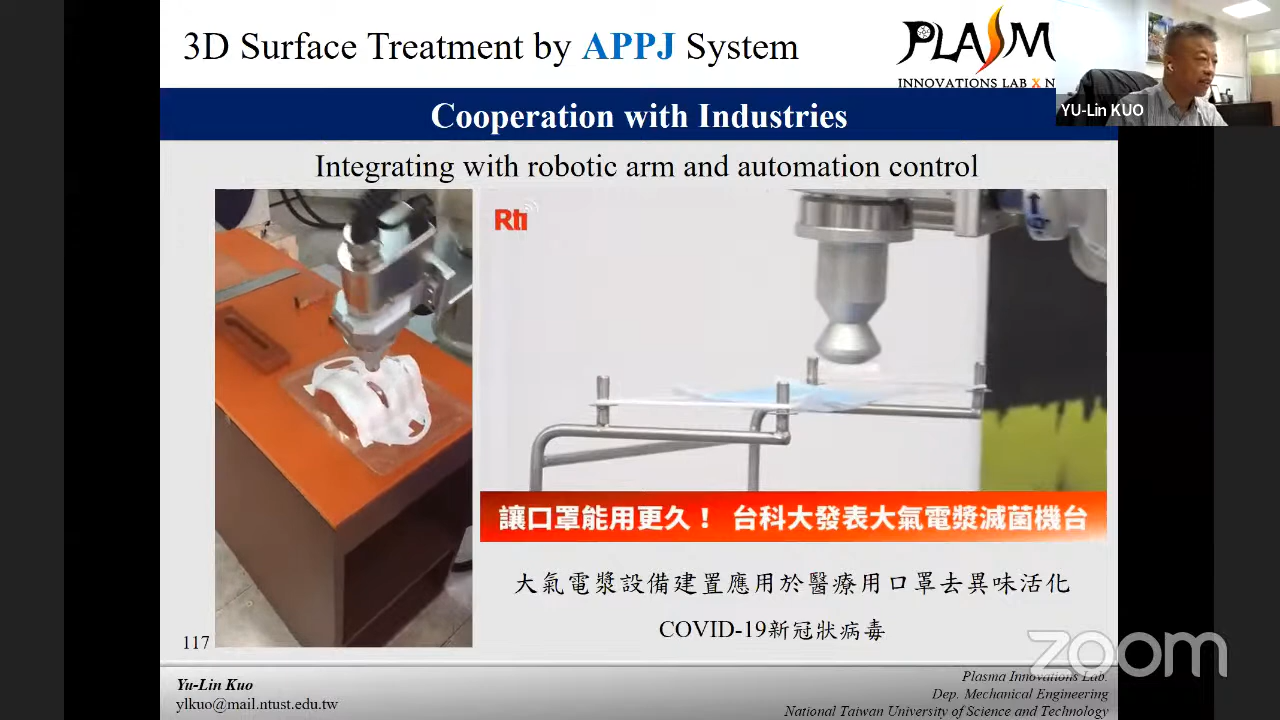 3D Surface Treatment by APPJ System
PLASM
INNOVATIONS LAB X N
YU-Lin KUO
Cooperation with Industries
Integrating with robotic arm and automation control
Rti
讓口罩能用更久！ 台科大發表大氣電漿滅菌機台
大氣電漿設備建置應用於醫療用口罩去異味活化
COVID-19新冠狀病毒
117
zoom
Yu-Lin Kuo
ylkuo@mail.ntust.edu.tw
Plasma Innovations Lab.
Dep. Mechanical Engineering
National Taiwan University of Science and Technology